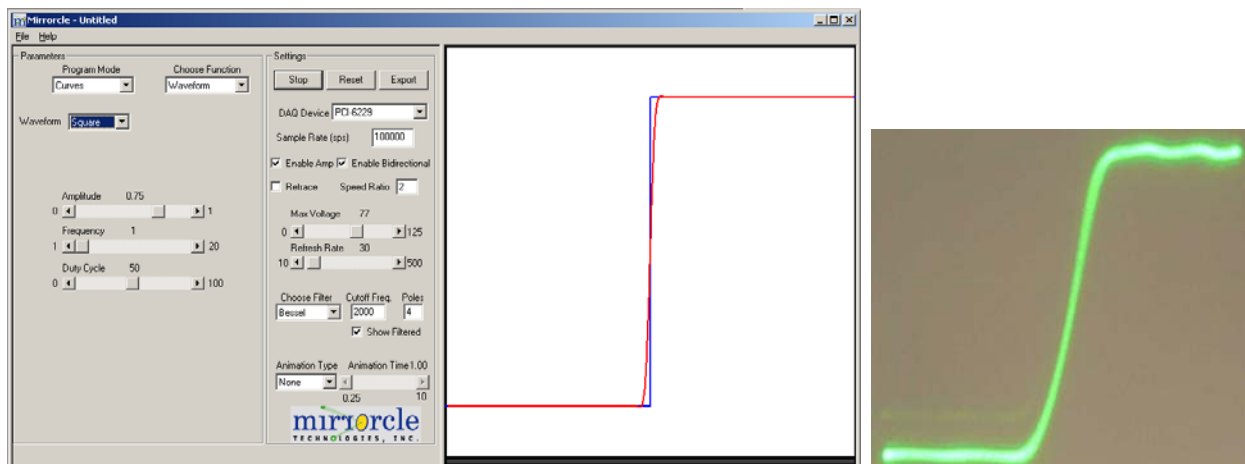 Mirrorcle - Untitled
File Help
Parameters
Program Mode Choose Function
Curves Waveform
Waveform Square
Amplitude 0.75
0 1
Frequency 1
1 20
Duty Cycle 50
0 100
Settings
Stop Reset Export
DAQ Device PCI-6229
Sample Rate (sps) 100000
Enable Amp Enable Bidirectional
Retrace Speed Ratio 2
Max Voltage 77
0 125
Refresh Rate 30
10 500
Choose Filter Cutoff Freq. Poles
Bessel 2000 4
Show Filtered
Animation Type Animation Time 1.00
None
0.25 10
mirrorcle
TECHNOLOGIES, INC.